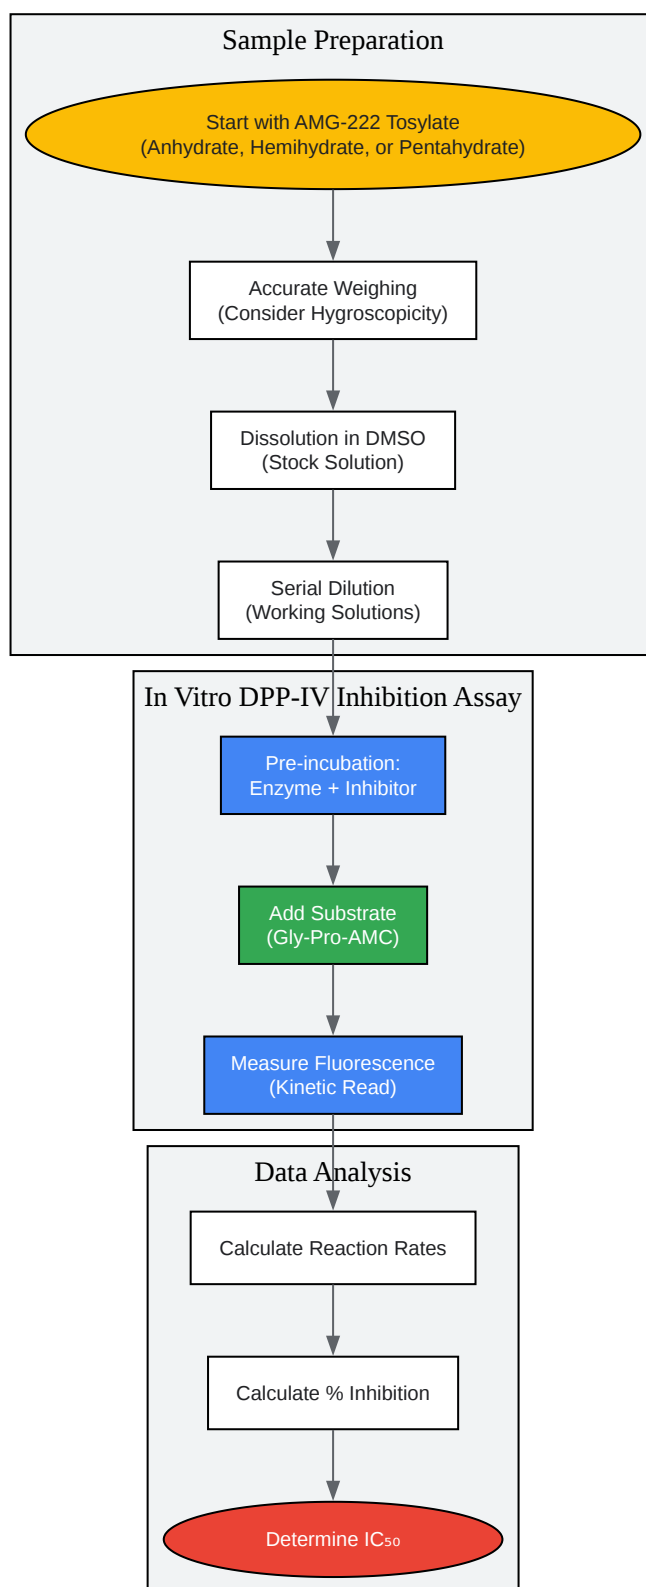 Sample Preparation
Start with AMG-222 Tosylate
(Anhydrate, Hemihydrate, or Pentahydrate)
Accurate Weighing
(Consider Hygroscopicity)
Dissolution in DMSO
(Stock Solution)
Serial Dilution
(Working Solutions)
In Vitro DPP-IV Inhibition Assay
Pre-incubation:
Enzyme + Inhibitor
Add Substrate
(Gly-Pro-AMC)
Measure Fluorescence
(Kinetic Read)
Data Analysis
Calculate Reaction Rates
Calculate % Inhibition
Determine IC₅₀